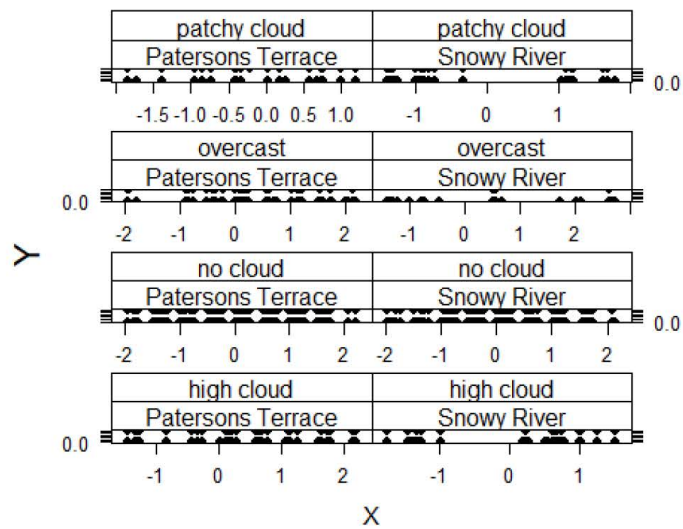 patchy cloud patchy cloud
Patersons Terrace Snowy River
0.0
-1.5 -1.0 -0.5 0.0 0.5 1.0 -1 0 1
overcast overcast
Patersons Terrace Snowy River
0.0
-2 -1 0 1 2 -1 0 1 2
Y
no cloud no cloud
Patersons Terrace Snowy River
0.0
-2 -1 0 1 2 -2 -1 0 1 2
high cloud high cloud
Patersons Terrace Snowy River
0.0
-1 0 1 2 -1 0 1
X